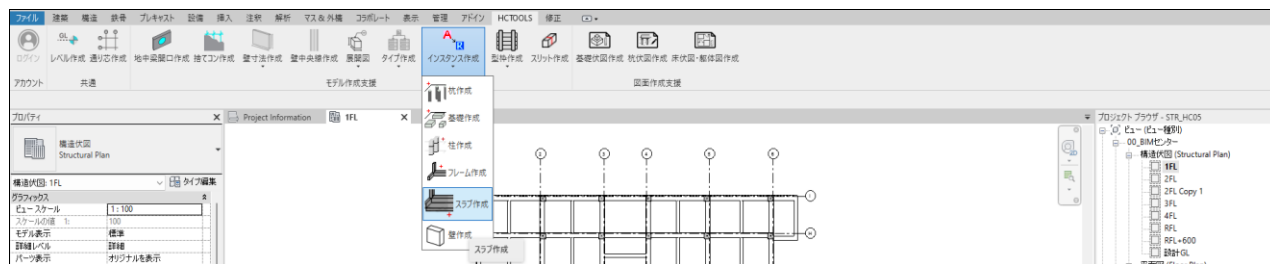 ファイル 建築 構造 鉄骨 プレキャスト 設備 挿入 注釈 解析 マス＆外構 コラボレート 表示 管理 アドイン HCTOOLS 修正
GL
ログイン レベル作成 通り芯作成 地中梁開口作成 捨てコン作成 壁寸法作成 壁中央線作成 展開図 タイプ作成 インスタンス作成 型枠作成 スリット作成 基礎伏図作成 杭伏図作成 床伏図・躯体図作成
アカウント 共通 モデル作成支援 図面作成支援
杭作成
基礎作成
柱作成
フレーム作成
スラブ作成
壁作成
スラブ作成
プロパティ X
Project Information 1FL X
構造伏図
Structural Plan
構造伏図: 1FL タイプ編集
グラフィックス
ビュー スケール 1 : 100
スケールの値 1: 100
モデル表示 標準
詳細レベル 詳細
パーツ表示 オリジナルを表示
プロジェクト ブラウザ - STR_HC05
ビュー (ビュー種別)
00_BIMセンター
構造伏図 (Structural Plan)
1FL
2FL
2FL Copy 1
3FL
4FL
RFL
RFL+600
設計GL